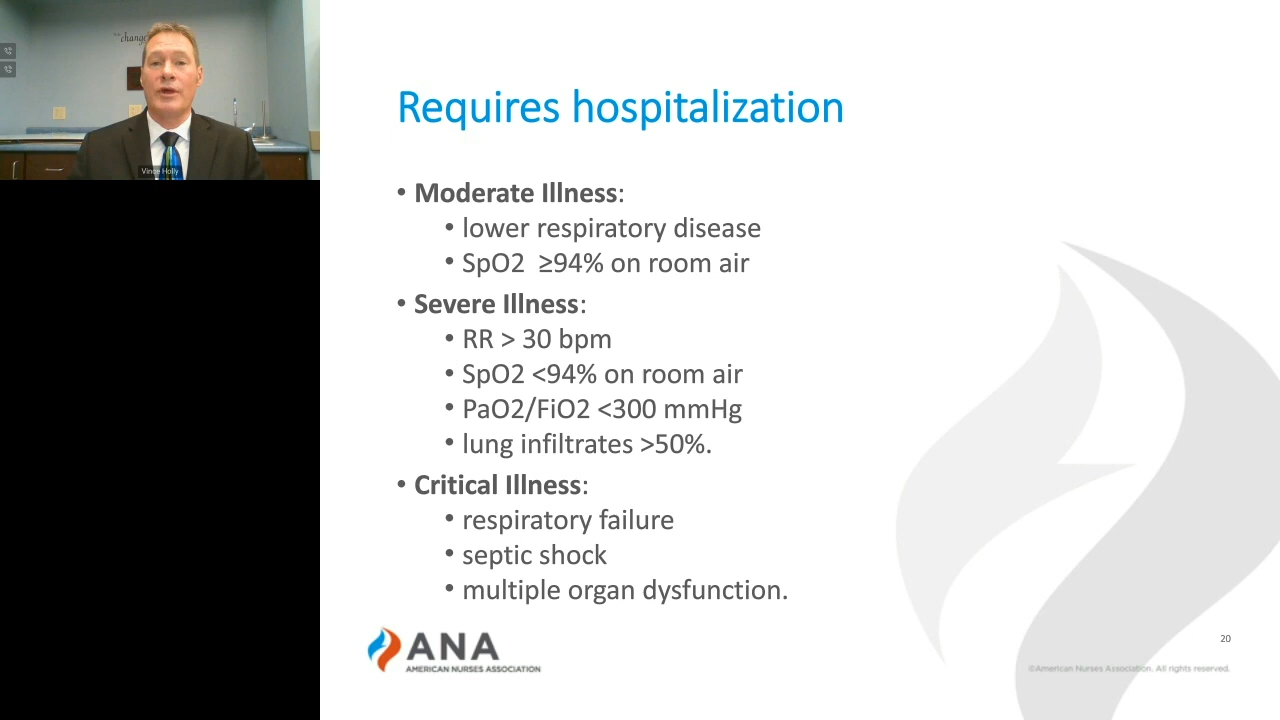 change
Vince Holly
Requires hospitalization
• Moderate Illness:
• lower respiratory disease
• SpO2 ≥94% on room air
• Severe Illness:
• RR > 30 bpm
• SpO2 <94% on room air
• PaO2/FiO2 <300 mmHg
• lung infiltrates >50%.
• Critical Illness:
• respiratory failure
• septic shock
• multiple organ dysfunction.
ANA
AMERICAN NURSES ASSOCIATION
20
©American Nurses Association. All rights reserved.